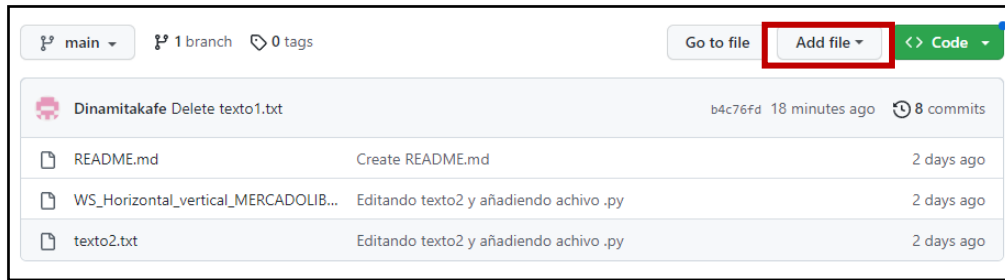 main 1 branch 0 tags Go to file Add file <> Code
Dinamitakafe Delete texto1.txt b4c76fd 18 minutes ago 8 commits
README.md Create README.md 2 days ago
WS_Horizontal_vertical_MERCADOLIB... Editando texto2 y añadiendo achivo .py 2 days ago
texto2.txt Editando texto2 y añadiendo achivo .py 2 days ago